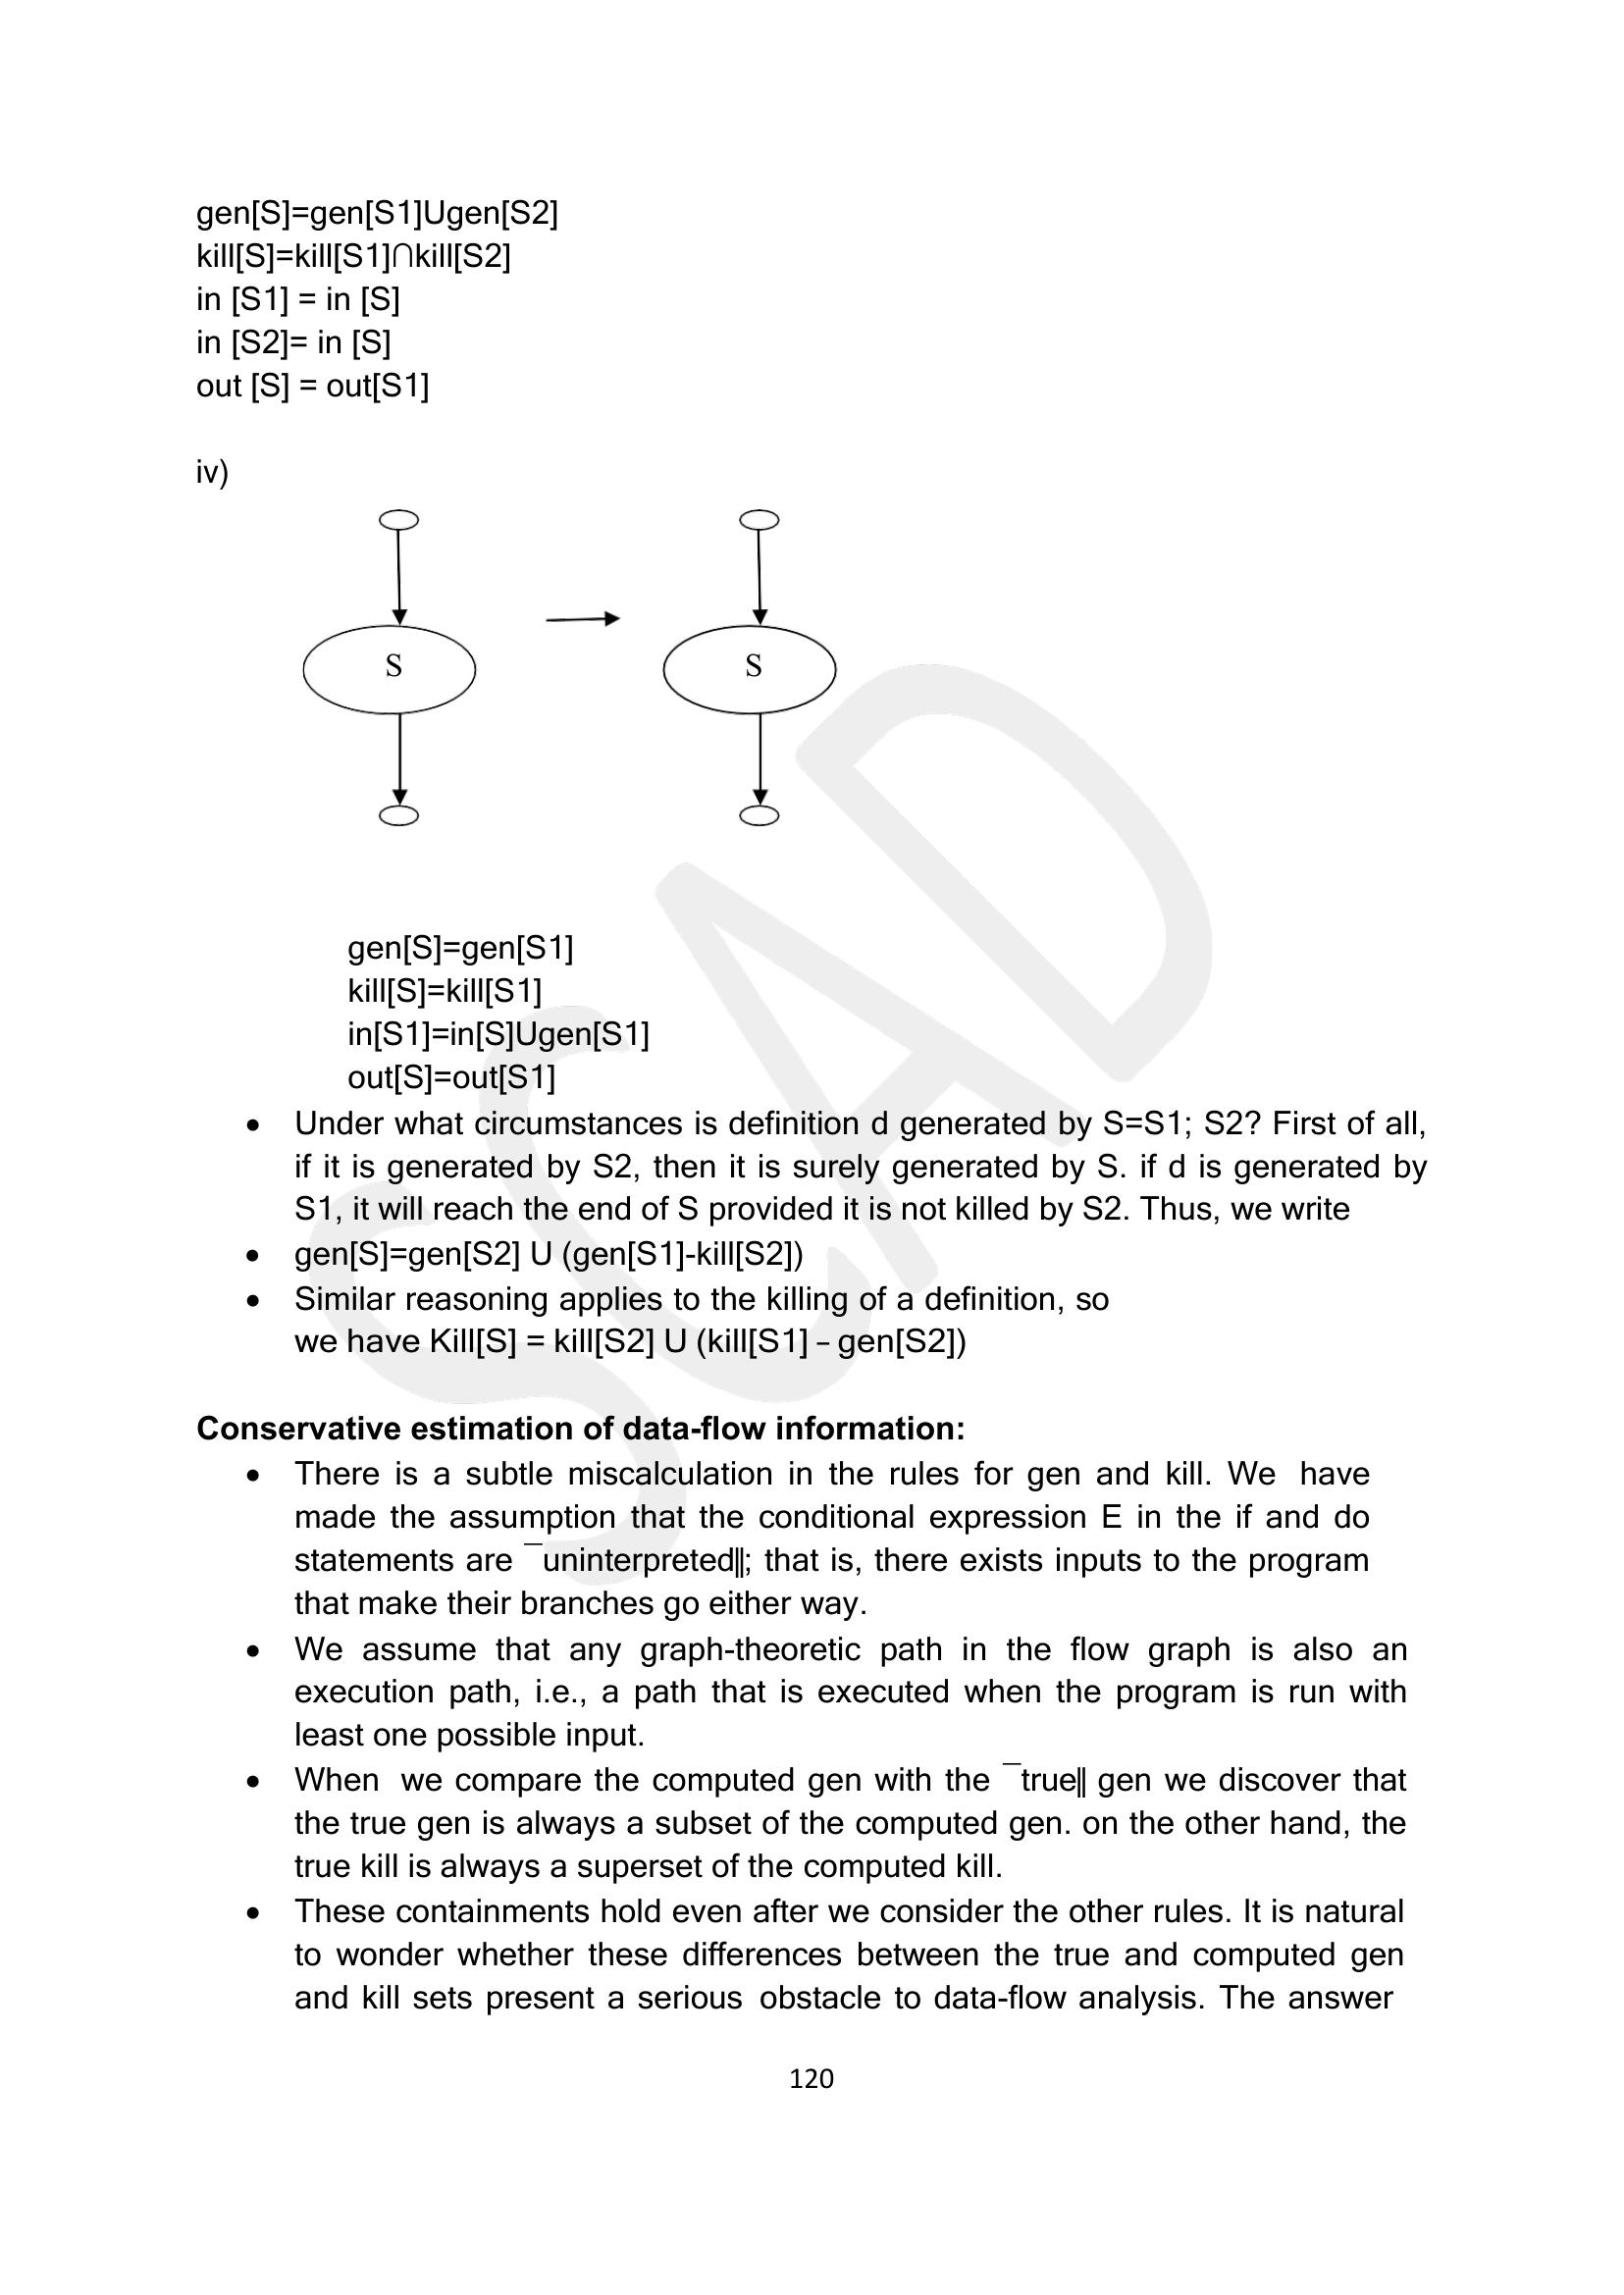 gen[S]=gen[S1]Ugen[S2]
kill[S]=kill[S1]∩kill[S2]
in [S1] = in [S]
in [S2]= in [S]
out [S] = out[S1]
iv)
S S
gen[S]=gen[S1]
kill[S]=kill[S1]
in[S1]=in[S]Ugen[S1]
out[S]=out[S1]
• Under what circumstances is definition d generated by S=S1; S2? First of all,
if it is generated by S2, then it is surely generated by S. if d is generated by
S1, it will reach the end of S provided it is not killed by S2. Thus, we write
• gen[S]=gen[S2] U (gen[S1]-kill[S2])
• Similar reasoning applies to the killing of a definition, so
we have Kill[S] = kill[S2] U (kill[S1] – gen[S2])
Conservative estimation of data-flow information:
• There is a subtle miscalculation in the rules for gen and kill. We have
made the assumption that the conditional expression E in the if and do
statements are ―uninterpreted‖; that is, there exists inputs to the program
that make their branches go either way.
• We assume that any graph-theoretic path in the flow graph is also an
execution path, i.e., a path that is executed when the program is run with
least one possible input.
• When we compare the computed gen with the ―true‖ gen we discover that
the true gen is always a subset of the computed gen. on the other hand, the
true kill is always a superset of the computed kill.
• These containments hold even after we consider the other rules. It is natural
to wonder whether these differences between the true and computed gen
and kill sets present a serious obstacle to data-flow analysis. The answer
120
SCAD